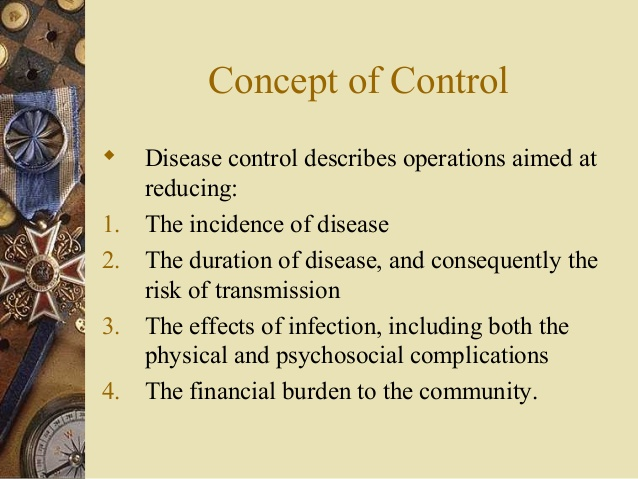 Concept of Control
Disease control describes operations aimed at
reducing:
1. The incidence of disease
2. The duration of disease, and consequently the
risk of transmission
3. The effects of infection, including both the
physical and psychosocial complications
4. The financial burden to the community.